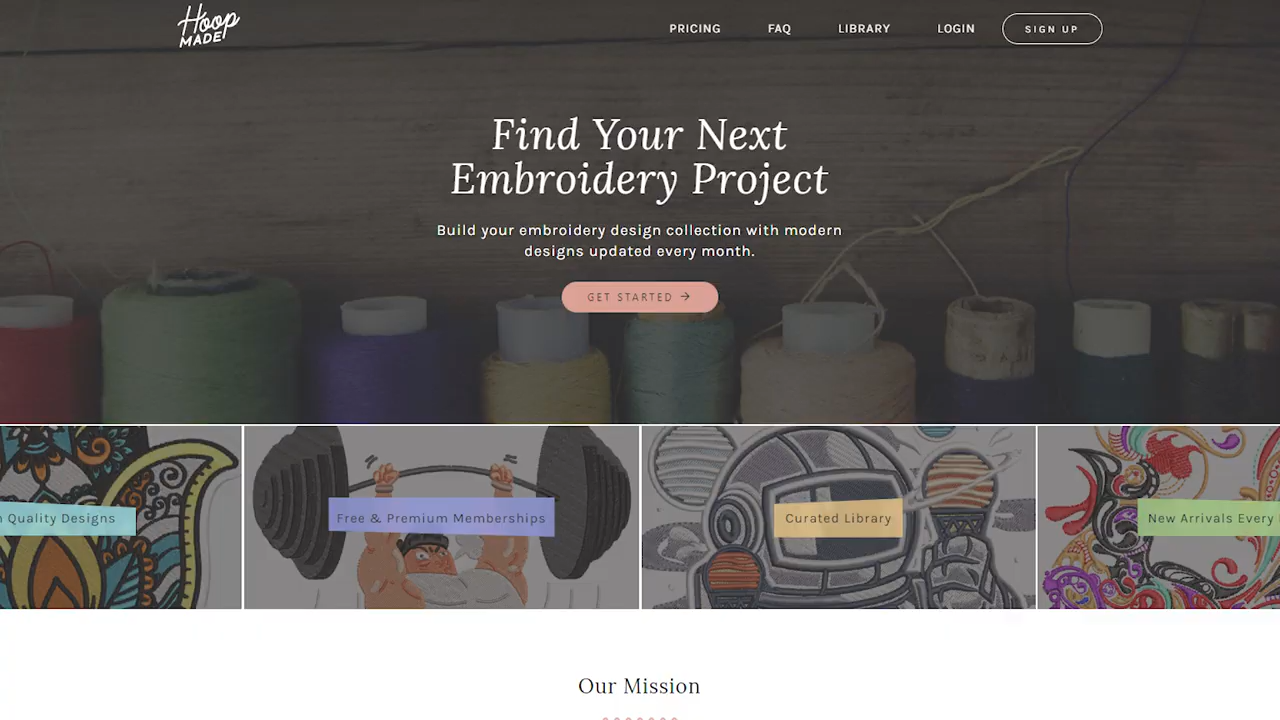 Hoop
MADE
PRICING
FAQ
LIBRARY
LOGIN
SIGN UP
Find Your Next
Embroidery Project
Build your embroidery design collection with modern
designs updated every month.
GET STARTED →
Quality Designs
Free & Premium Memberships
Curated Library
New Arrivals Every
Our Mission